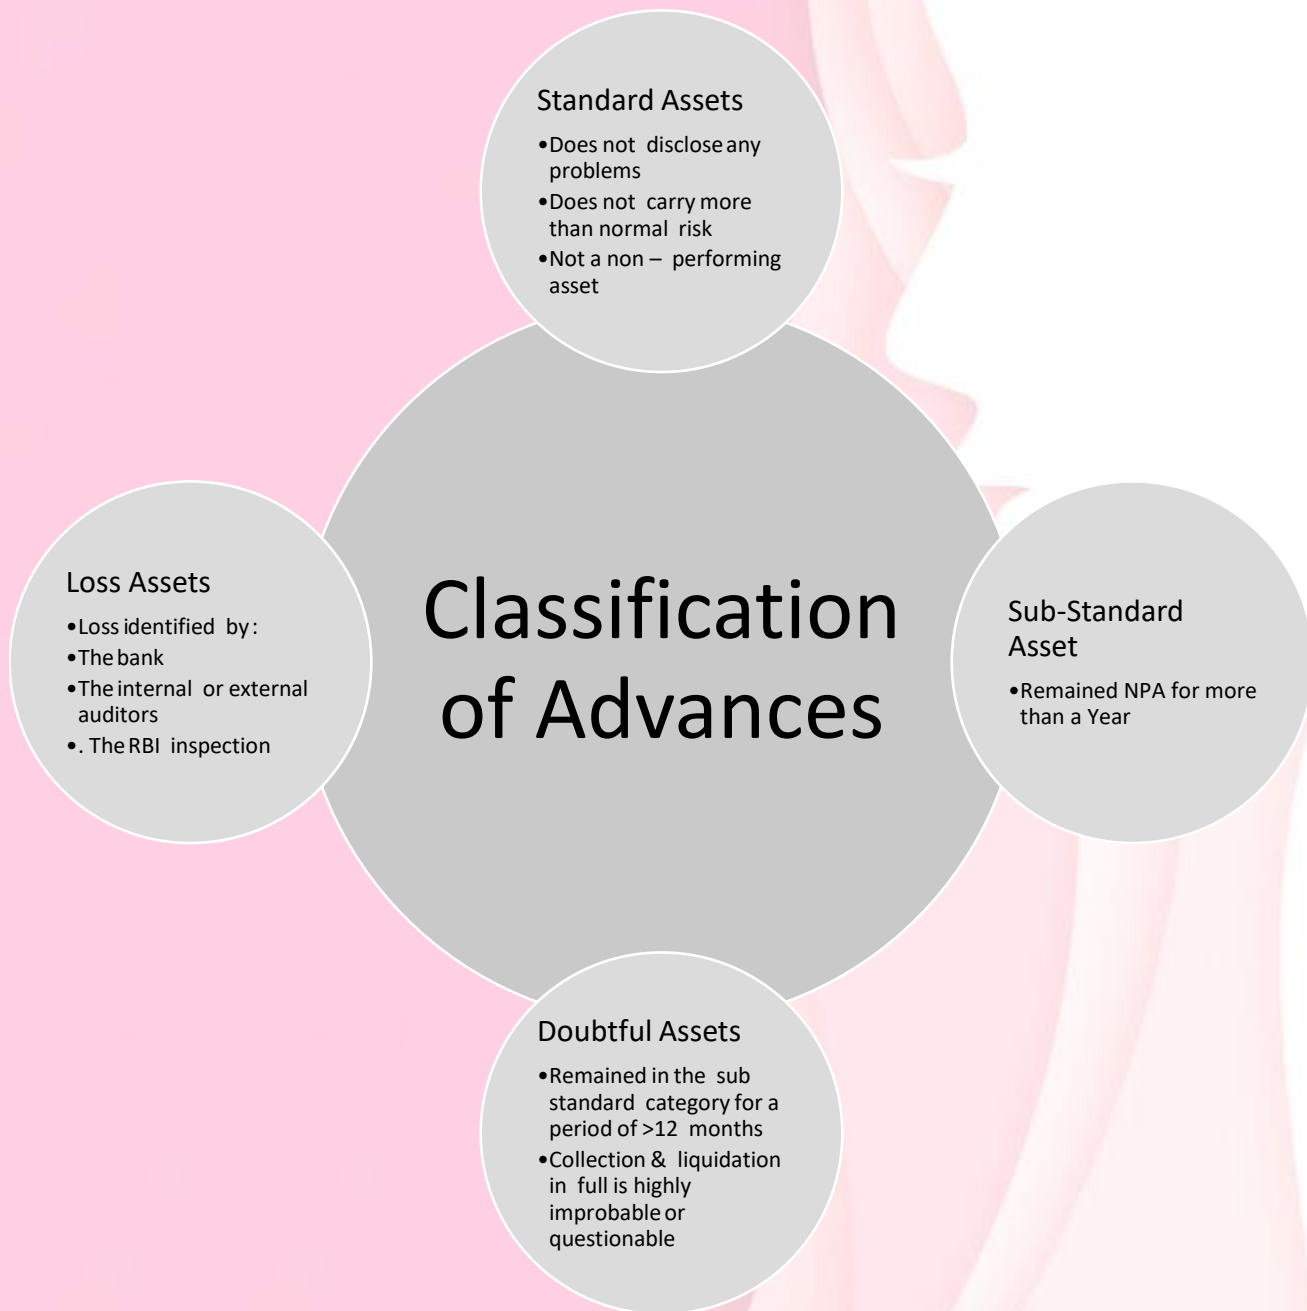 Standard Assets
•Does not disclose any
problems
•Does not carry more
than normal risk
•Not a non – performing
asset
Loss Assets
•Loss identified by:
•The bank
•The internal or external
auditors
•. The RBI inspection
Classification
of Advances
Sub-Standard
Asset
•Remained NPA for more
than a Year
Doubtful Assets
•Remained in the sub
standard category for a
period of >12 months
•Collection & liquidation
in full is highly
improbable or
questionable